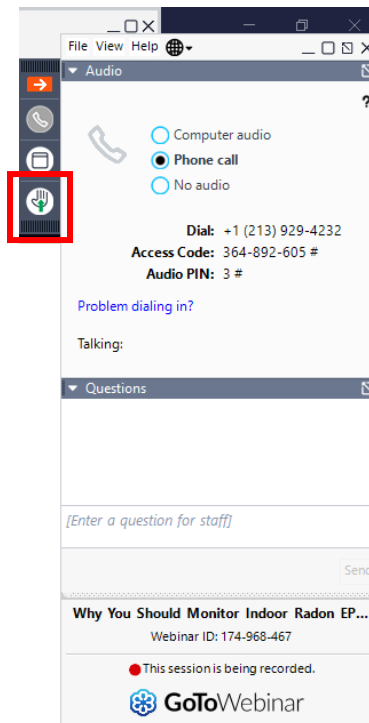 File View Help
Audio
?
Computer audio
Phone call
No audio
Dial: +1 (213) 929-4232
Access Code: 364-892-605 #
Audio PIN: 3 #
Problem dialing in?
Talking:
Questions
[Enter a question for staff]
Send
Why You Should Monitor Indoor Radon EP...
Webinar ID: 174-968-467
This session is being recorded.
GoToWebinar